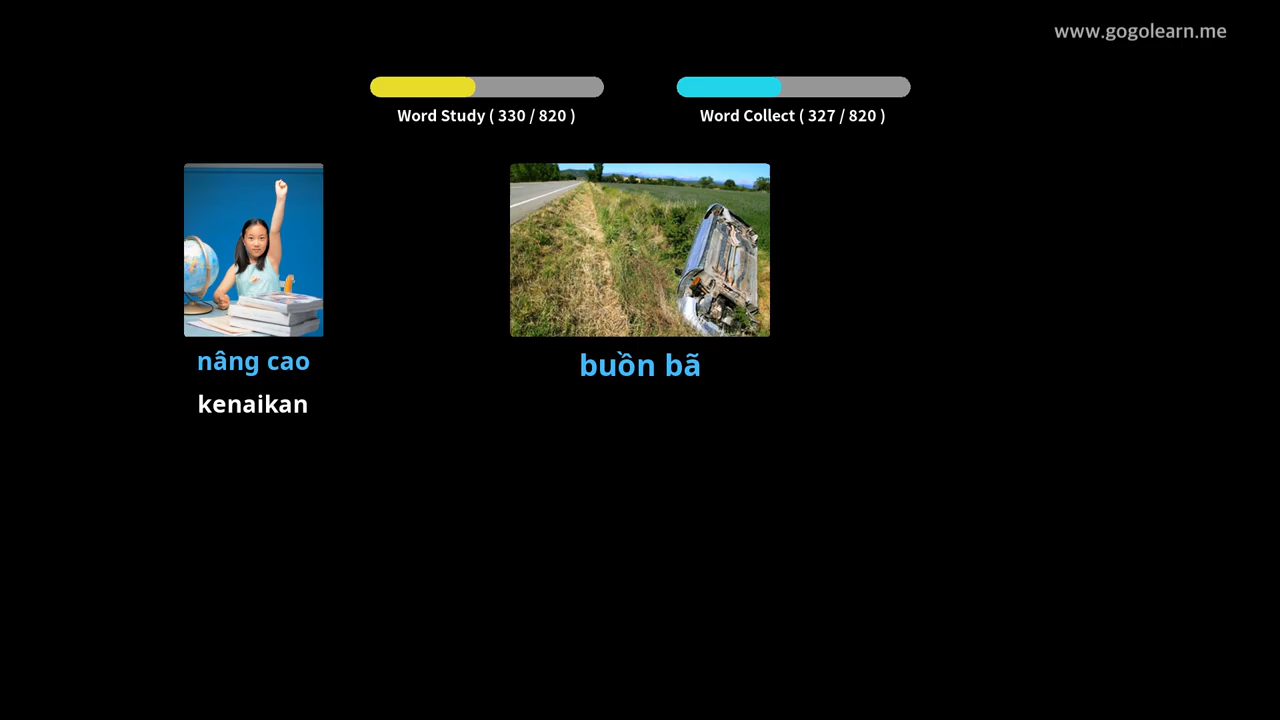 www.gogolearn.me
Word Study ( 330 / 820 )
Word Collect ( 327 / 820 )
nâng cao
kenaikan
buồn bã